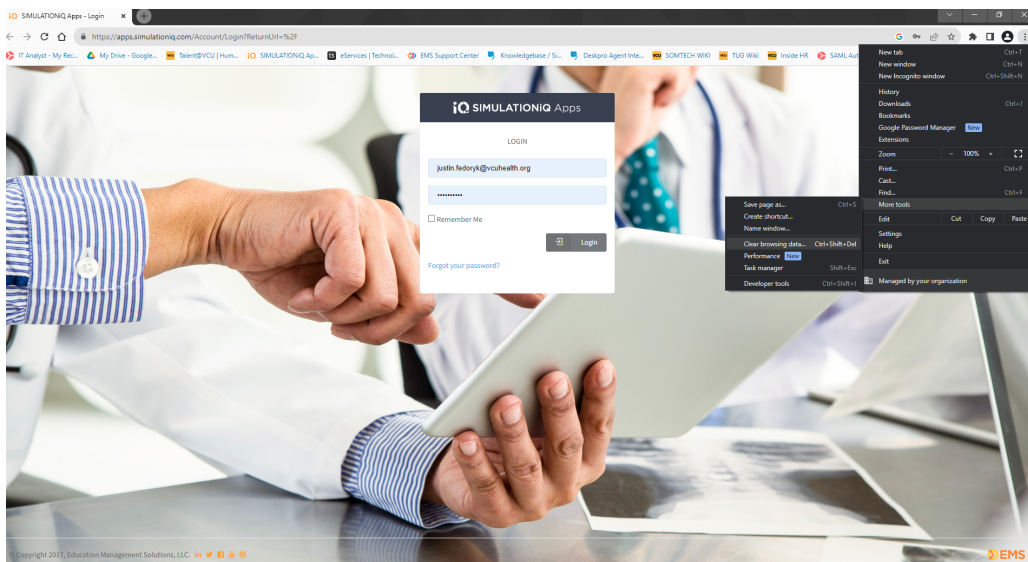 iQ SIMULATIONiQ Apps - Login
https://apps.simulationiq.com/Account/Login?ReturnUrl=%2F
IT Analyst - My Rec... My Drive - Google... Talent@VCU | Hum... SIMULATIONiQ Ap... eServices | Technol... EMS Support Center Knowledgebase / Si... Deskpro Agent Inte... SOMTECH WIKI TUG Wiki Inside HR SAML Aut
iQ SIMULATIONiQ Apps
LOGIN
justin.fedoryk@vcuhealth.org
Remember Me
Login
Forgot your password?
New tab Ctrl+T
New window Ctrl+N
New Incognito window Ctrl+Shift+N
History
Downloads Ctrl+J
Bookmarks
Google Password Manager New
Extensions
Zoom - 100% +
Print... Ctrl+P
Cast...
Find... Ctrl+F
More tools
Edit Cut Copy Paste
Settings
Help
Exit
Managed by your organization
Save page as... Ctrl+S
Create shortcut...
Name window...
Clear browsing data... Ctrl+Shift+Del
Performance New
Task manager Shift+Esc
Developer tools Ctrl+Shift+I
Copyright 2017, Education Management Solutions, LLC.
EMS